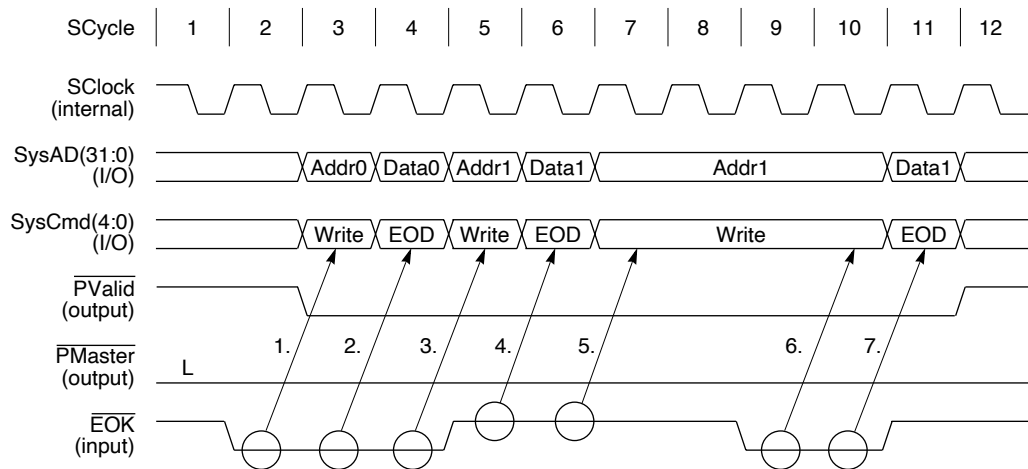 SCycle 1 2 3 4 5 6 7 8 9 10 11 12
SClock
(internal)
SysAD(31:0)
(I/O)
Addr0 Data0 Addr1 Data1 Addr1 Data1
SysCmd(4:0)
(I/O)
Write EOD Write EOD Write EOD
PValid
(output)
1. 2. 3. 4. 5. 6. 7.
PMaster
(output)
L
EOK
(input)